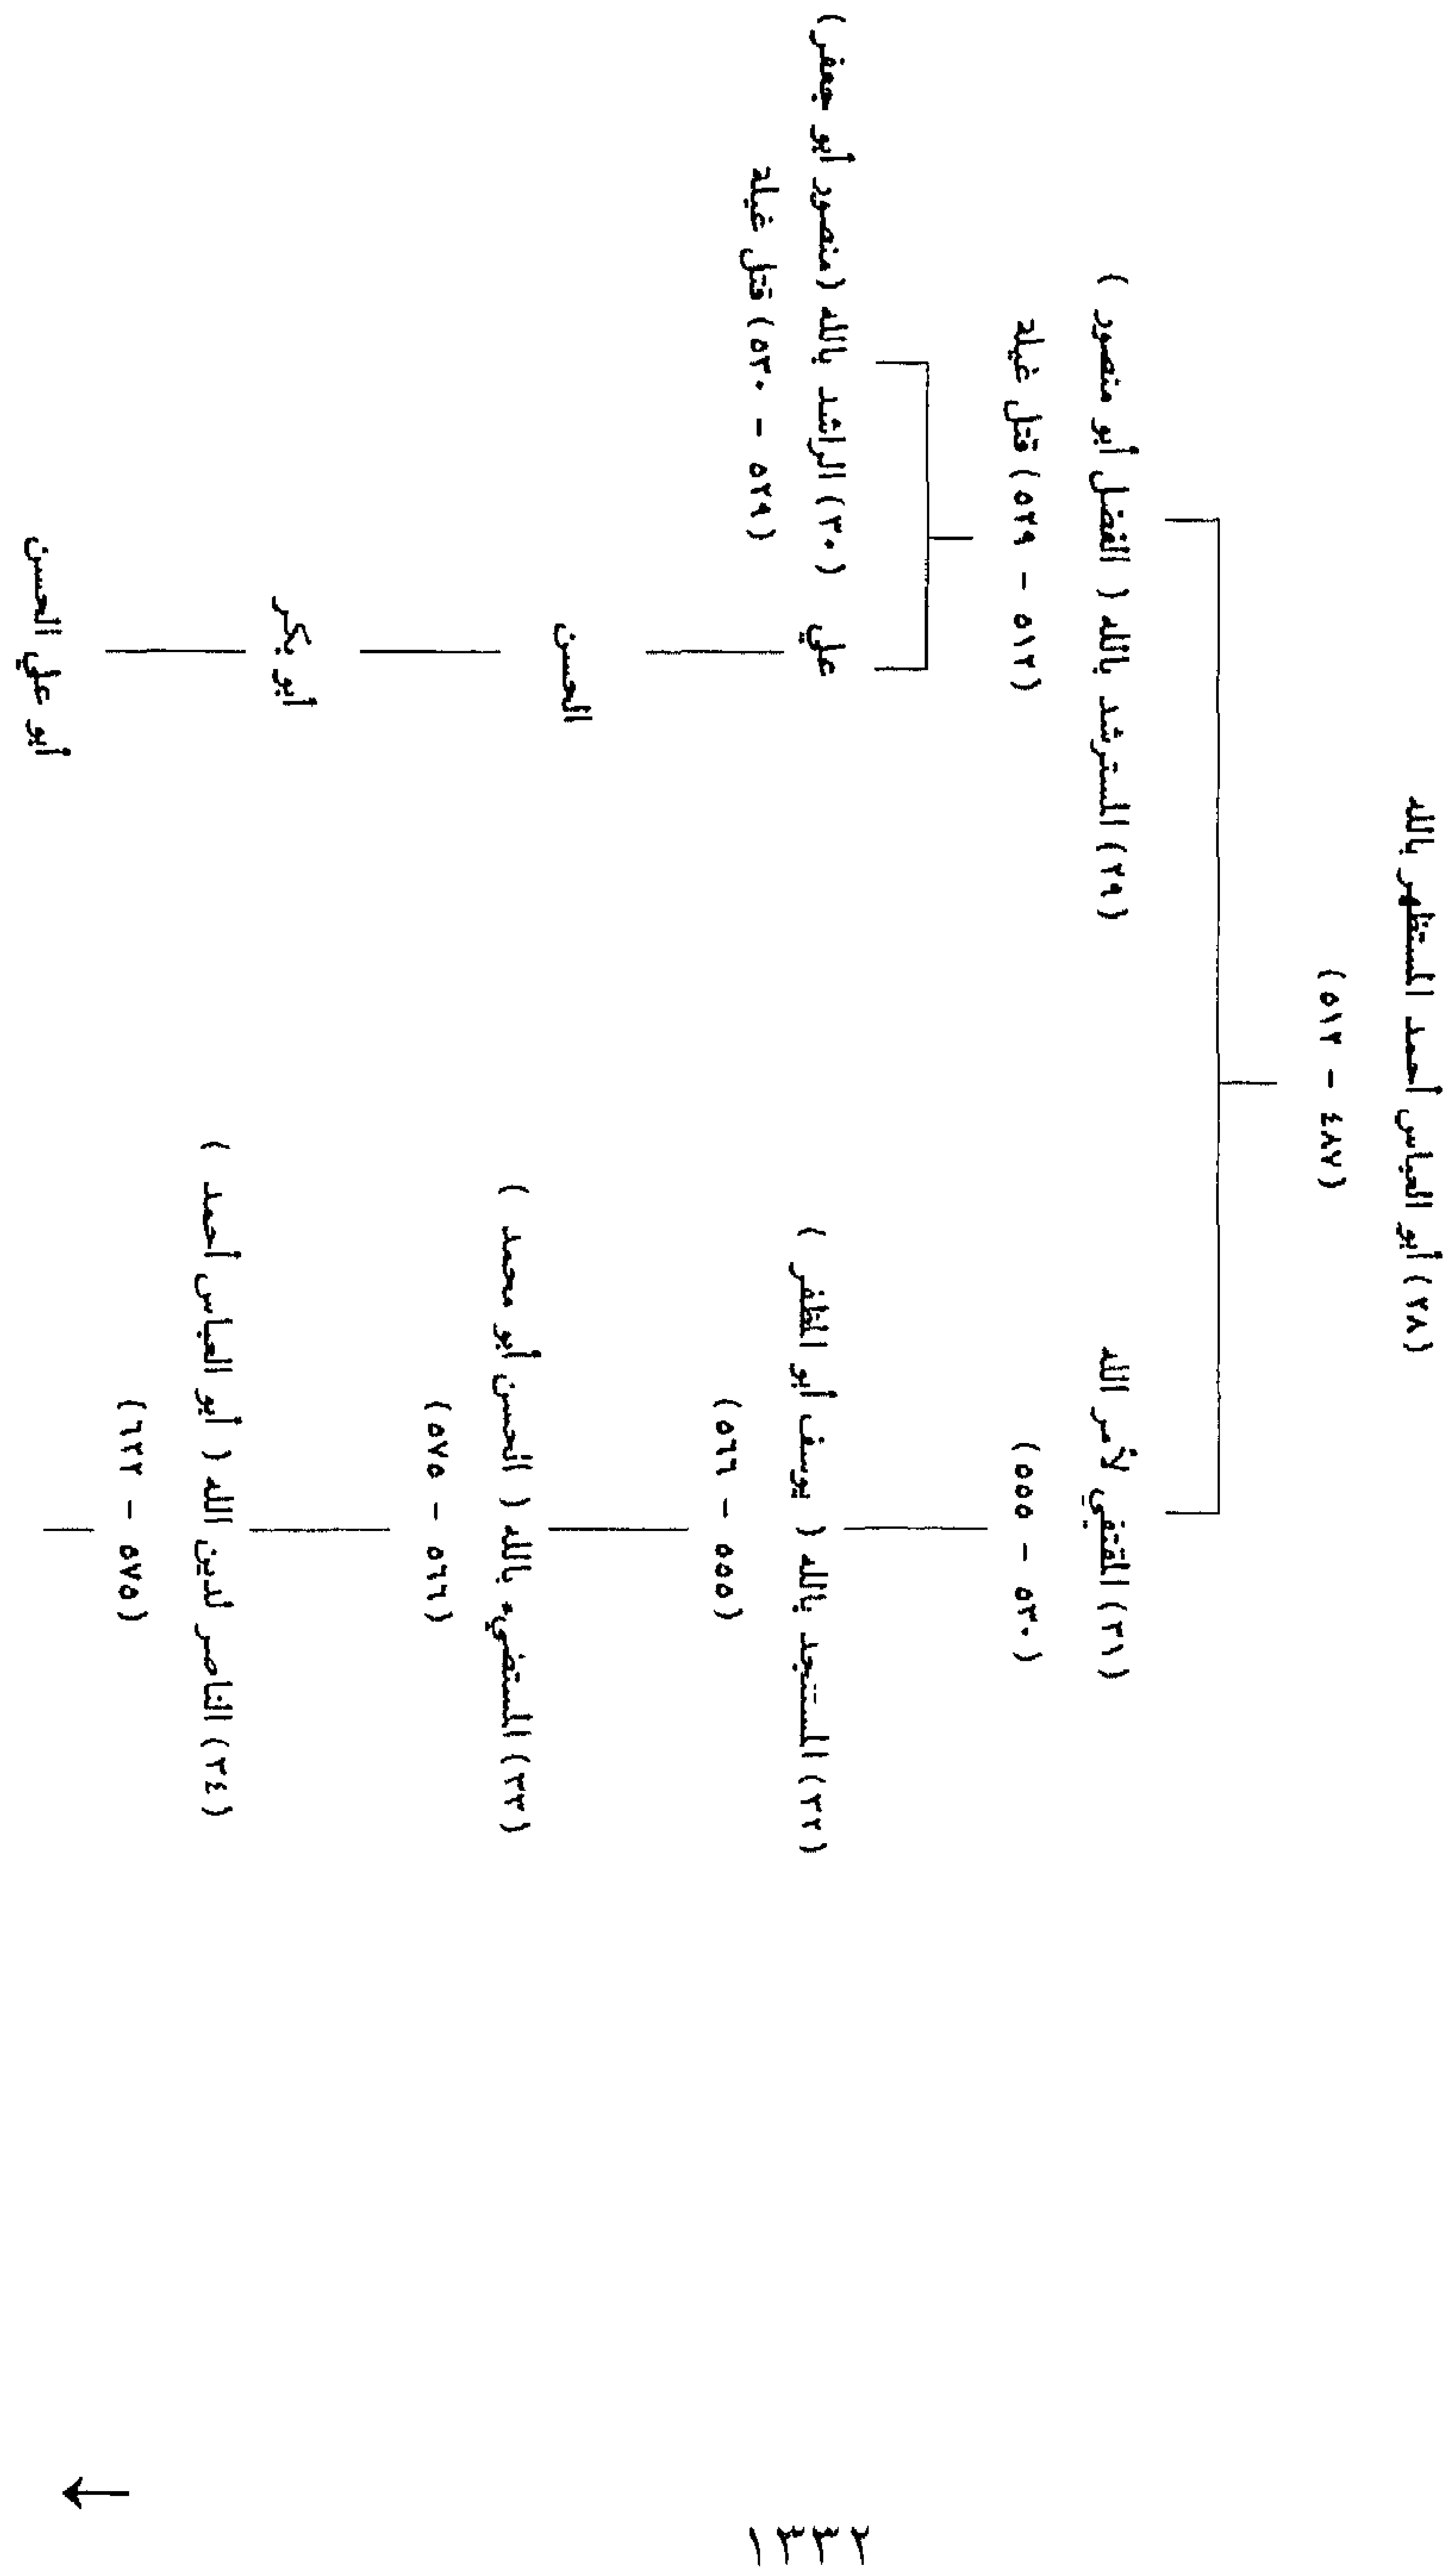 (٢٨) أبو العباس أحمد المستظهر بالله
(٤٨٧ - ٥١٢)
(٣١) المقتفي لأمر الله
(٥٣٠ - ٥٥٥)
(٢٩) المسترشد بالله ( الفضل أبو منصور )
(٥١٢ - ٥٢٩) قتل غيلة
(٣٢) المستنجد بالله ( يوسف أبو المظفر )
(٥٥٥ - ٥٦٦)
علي
(٣٠) الراشد بالله (منصور أبو جعفر)
(٥٢٩ - ٥٣٠) قتل غيلة
(٣٣) المستضيء بالله ( الحسن أبو محمد )
(٥٦٦ - ٥٧٥)
الحسن
(٣٤) الناصر لدين الله ( أبو العباس أحمد )
(٥٧٥ - ٦٢٢)
أبو بكر
أبو علي الحسن
١٣٣٢